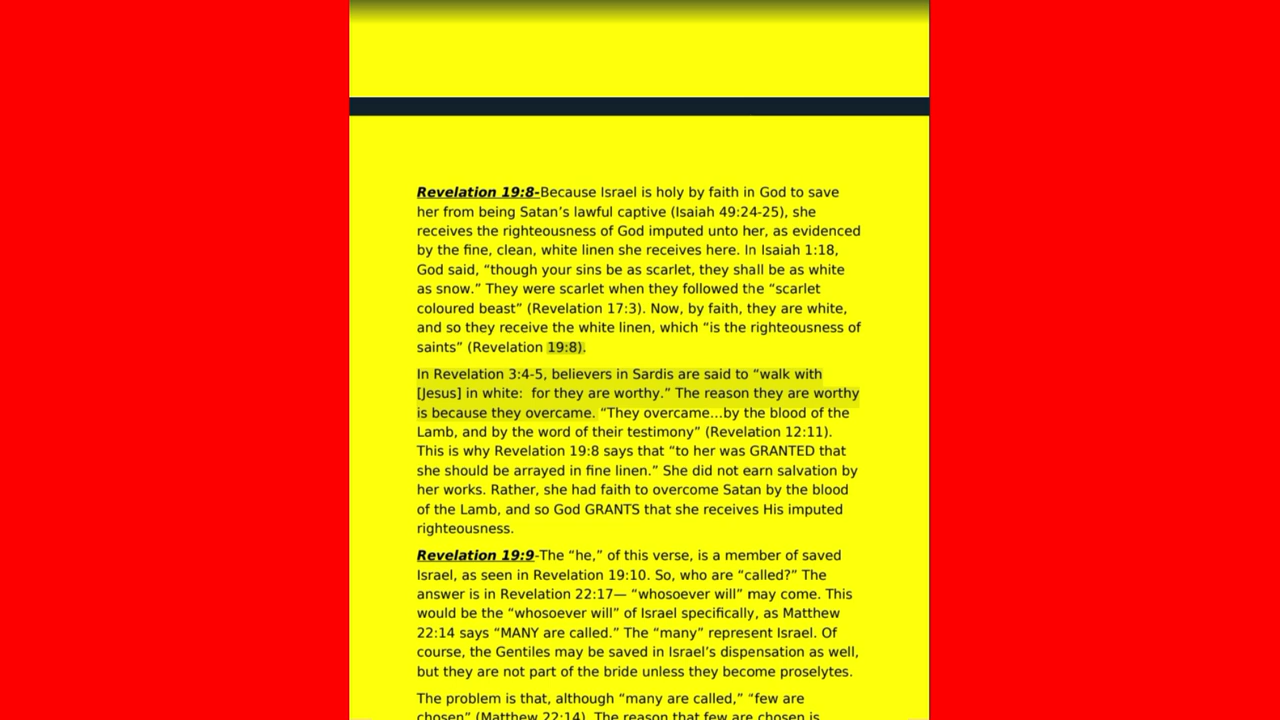 Revelation 19:8-Because Israel is holy by faith in God to save
her from being Satan’s lawful captive (Isaiah 49:24-25), she
receives the righteousness of God imputed unto her, as evidenced
by the fine, clean, white linen she receives here. In Isaiah 1:18,
God said, “though your sins be as scarlet, they shall be as white
as snow.” They were scarlet when they followed the “scarlet
coloured beast” (Revelation 17:3). Now, by faith, they are white,
and so they receive the white linen, which “is the righteousness of
saints” (Revelation 19:8).
In Revelation 3:4-5, believers in Sardis are said to “walk with
[Jesus] in white:  for they are worthy.” The reason they are worthy
is because they overcame. “They overcame…by the blood of the
Lamb, and by the word of their testimony” (Revelation 12:11).
This is why Revelation 19:8 says that “to her was GRANTED that
she should be arrayed in fine linen.” She did not earn salvation by
her works. Rather, she had faith to overcome Satan by the blood
of the Lamb, and so God GRANTS that she receives His imputed
righteousness.
Revelation 19:9-The “he,” of this verse, is a member of saved
Israel, as seen in Revelation 19:10. So, who are “called?” The
answer is in Revelation 22:17— “whosoever will” may come. This
would be the “whosoever will” of Israel specifically, as Matthew
22:14 says “MANY are called.” The “many” represent Israel. Of
course, the Gentiles may be saved in Israel’s dispensation as well,
but they are not part of the bride unless they become proselytes.
The problem is that, although “many are called,” “few are
chosen” (Matthew 22:14). The reason that few are chosen is